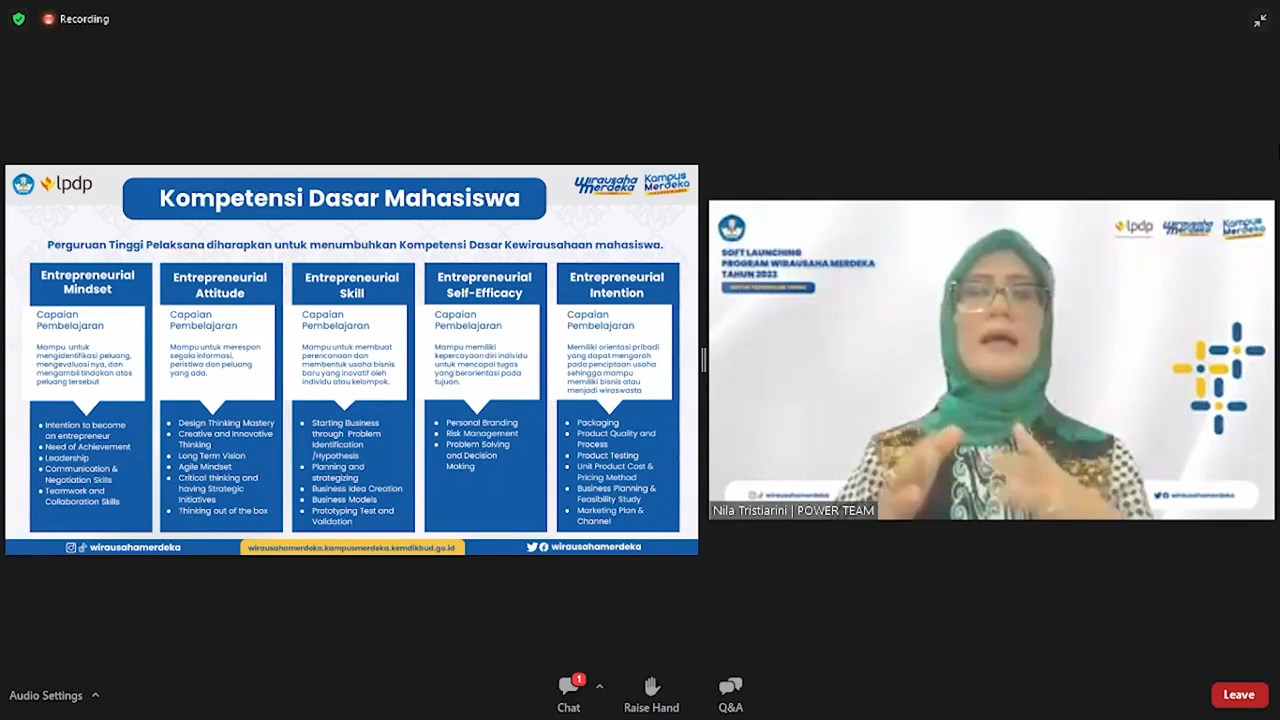 Recording
lpdp
Wirausaha
Merdeka
Kampus
Merdeka
Kompetensi Dasar Mahasiswa
Perguruan Tinggi Pelaksana diharapkan untuk menumbuhkan Kompetensi Dasar Kewirausahaan mahasiswa.
Entrepreneurial
Mindset
Capaian
Pembelajaran
Mampu untuk
mengidentifikasi peluang,
mengevaluasi nya, dan
mengambil tindakan atas
peluang tersebut
• Intention to become
an entrepreneur
• Need of Achievement
• Leadership
• Communication &
Negotiation Skills
• Teamwork and
Collaboration Skills
Entrepreneurial
Attitude
Capaian
Pembelajaran
Mampu untuk merespon
segala informasi,
peristiwa dan peluang
yang ada.
• Design Thinking Mastery
• Creative and Innovative
Thinking
• Long Term Vision
• Agile Mindset
• Critical thinking and
having Strategic
Initiatives
• Thinking out of the box
Entrepreneurial
Skill
Capaian
Pembelajaran
Mampu untuk membuat
perencanaan dan
membentuk usaha bisnis
baru yang inovatif oleh
individu atau kelompok.
• Starting Business
through Problem
Identification
/Hypothesis
• Planning and
strategizing
• Business Idea Creation
• Business Models
• Prototyping Test and
Validation
Entrepreneurial
Self-Efficacy
Capaian
Pembelajaran
Mampu memiliki
kepercayaan diri individu
untuk mencapai tugas
yang berorientasi pada
tujuan.
• Personal Branding
• Risk Management
• Problem Solving
and Decision
Making
Entrepreneurial
Intention
Capaian
Pembelajaran
Memiliki orientasi pribadi
yang dapat mengarah
pada penciptaan usaha
sehingga mampu
memiliki bisnis atau
menjadi wiraswasta
• Packaging
• Product Quality and
Process
• Product Testing
• Unit Product Cost &
Pricing Method
• Business Planning &
Feasibility Study
• Marketing Plan &
Channel
wirausahamerdeka
wirausahamerdeka.kampusmerdeka.kemdikbud.go.id
wirausahamerdeka
lpdp
Wirausaha
Merdeka
Kampus
Merdeka
SOFT LAUNCHING
PROGRAM WIRAUSAHA MERDEKA
TAHUN 2022
wirausahamerdeka
wirausahamerdeka
Nila Tristiarini | POWER TEAM
Audio Settings
1
Chat
Raise Hand
Q&A
Leave